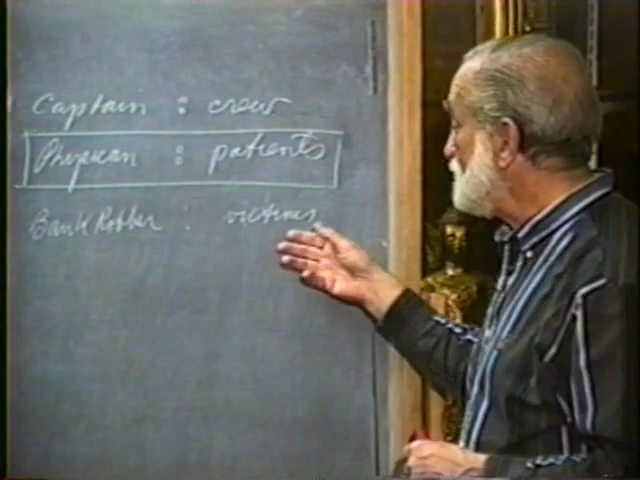 Captain : crew
Physician : patients
Bank Robber : victims